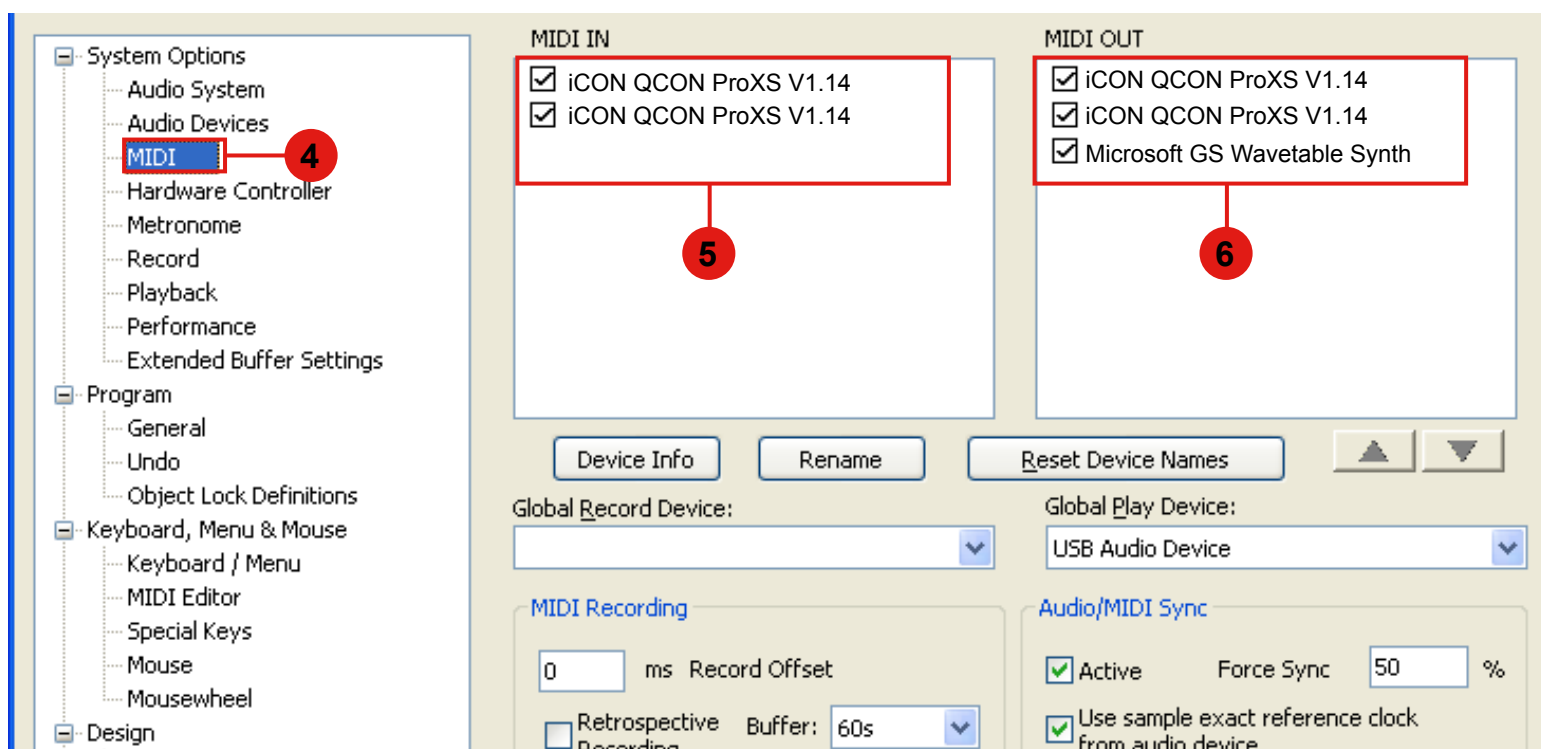 System Options
Audio System
Audio Devices
MIDI
4
Hardware Controller
Metronome
Record
Playback
Performance
Extended Buffer Settings
Program
General
Undo
Object Lock Definitions
Keyboard, Menu & Mouse
Keyboard / Menu
MIDI Editor
Special Keys
Mouse
Mousewheel
Design
MIDI IN
iCON QCON ProXS V1.14
iCON QCON ProXS V1.14
5
MIDI OUT
iCON QCON ProXS V1.14
iCON QCON ProXS V1.14
Microsoft GS Wavetable Synth
6
Device Info
Rename
Reset Device Names
Global Record Device:
Global Play Device:
USB Audio Device
MIDI Recording
0 ms Record Offset
Retrospective Buffer: 60s
Recording
Audio/MIDI Sync
Active Force Sync 50 %
Use sample exact reference clock
from audio device